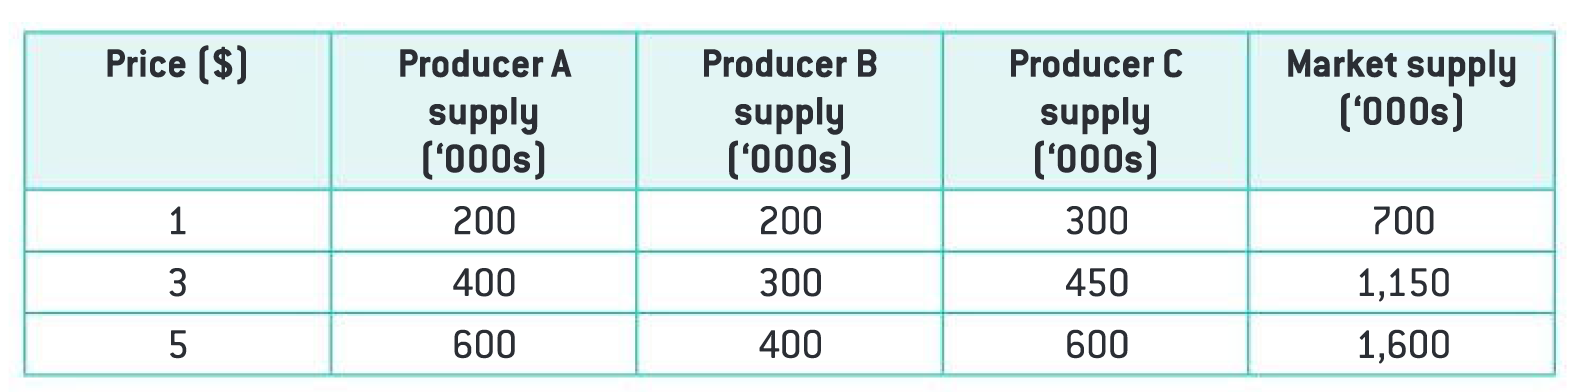 Price ($) Producer A Producer B Producer C Market supply
supply supply supply (‘000s)
(‘000s) (‘000s) (‘000s)
1 200 200 300 700
3 400 300 450 1,150
5 600 400 600 1,600